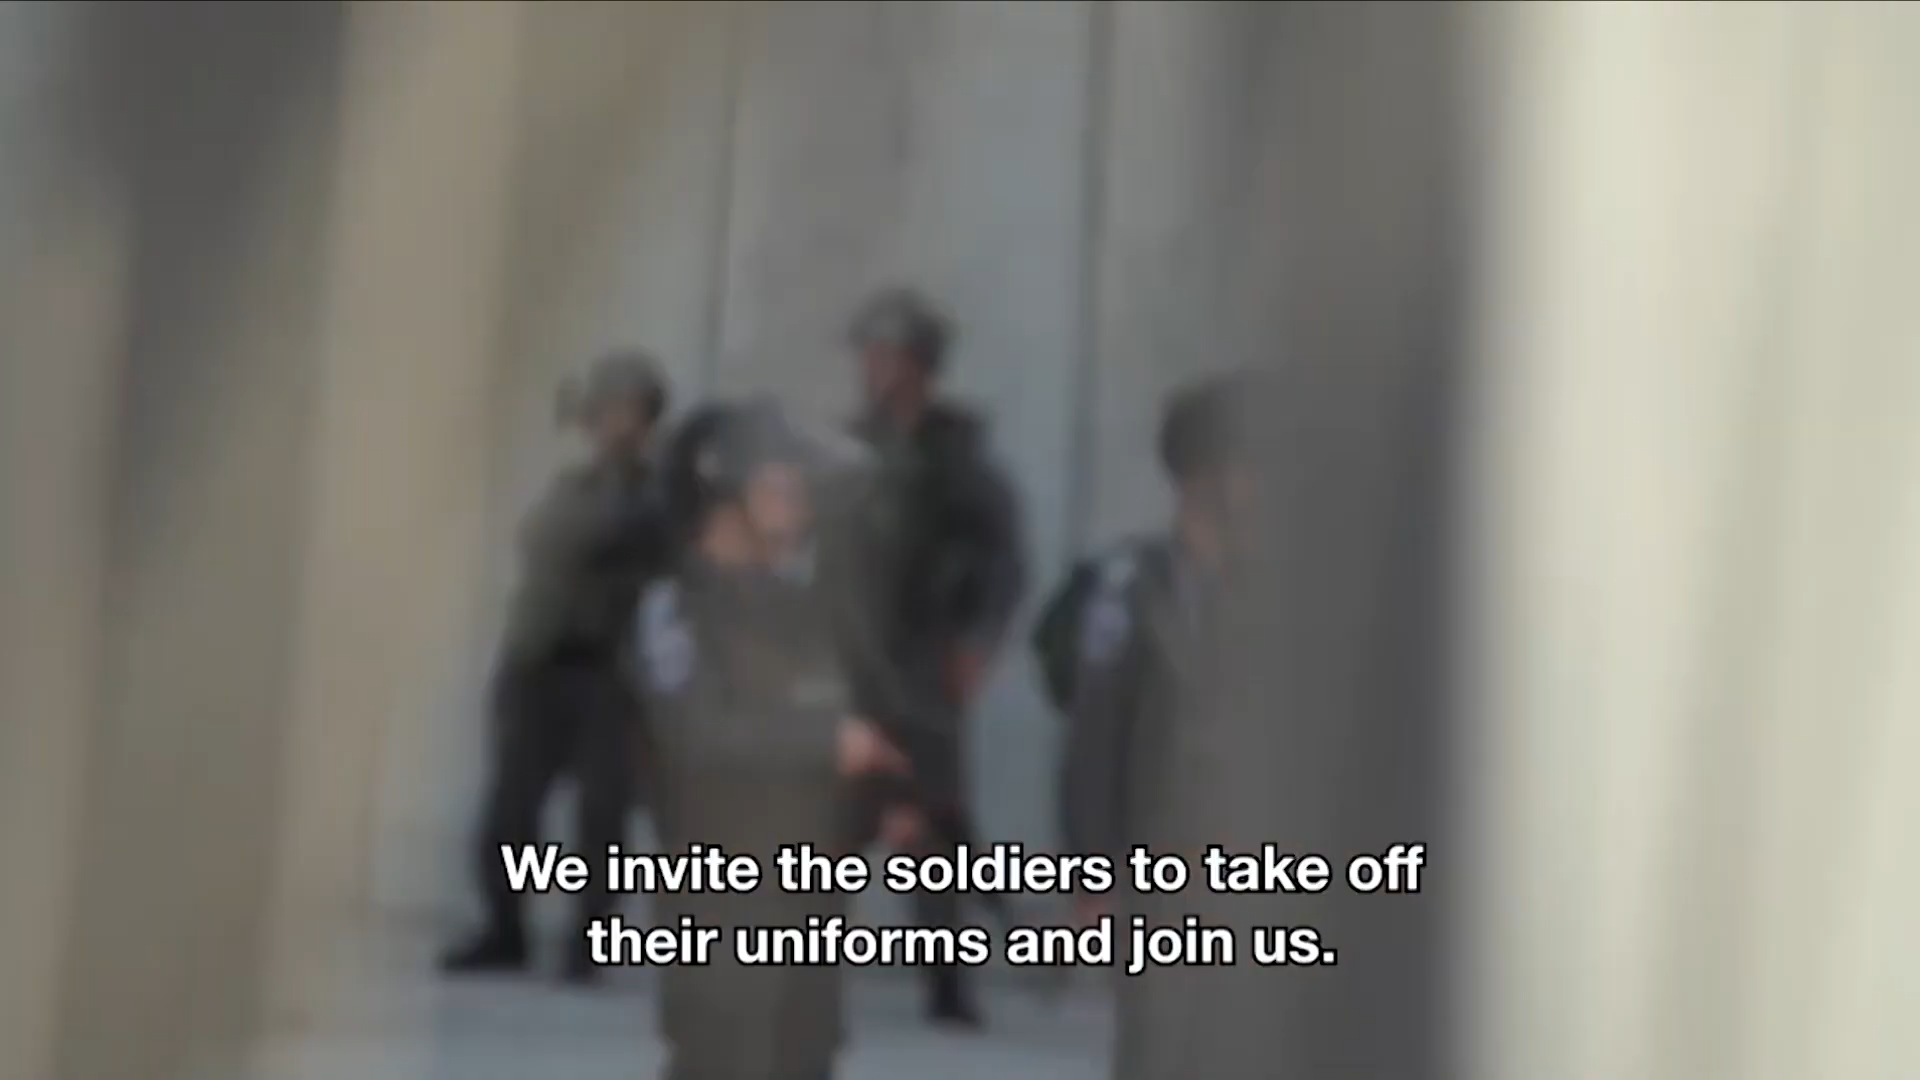 We invite the soldiers to take off
their uniforms and join us.